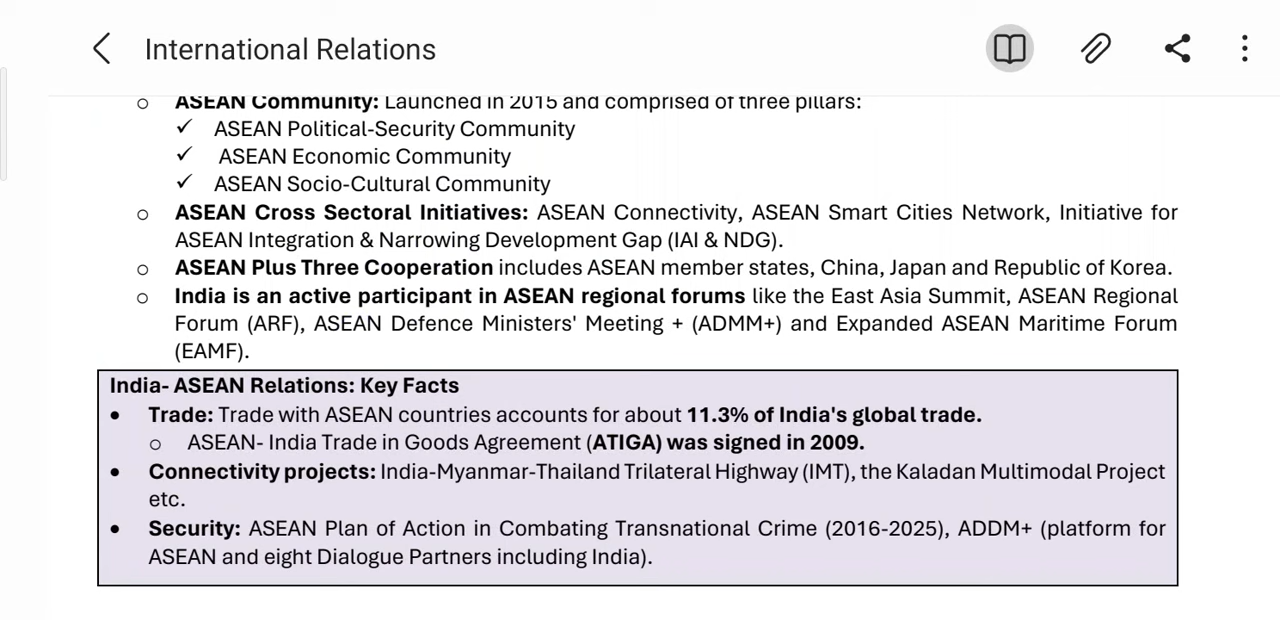 International Relations
○ ASEAN Community: Launched in 2015 and comprised of three pillars:
✓ ASEAN Political-Security Community
✓ ASEAN Economic Community
✓ ASEAN Socio-Cultural Community
○ ASEAN Cross Sectoral Initiatives: ASEAN Connectivity, ASEAN Smart Cities Network, Initiative for
ASEAN Integration & Narrowing Development Gap (IAI & NDG).
○ ASEAN Plus Three Cooperation includes ASEAN member states, China, Japan and Republic of Korea.
○ India is an active participant in ASEAN regional forums like the East Asia Summit, ASEAN Regional
Forum (ARF), ASEAN Defence Ministers' Meeting + (ADMM+) and Expanded ASEAN Maritime Forum
(EAMF).
India- ASEAN Relations: Key Facts
• Trade: Trade with ASEAN countries accounts for about 11.3% of India's global trade.
○ ASEAN- India Trade in Goods Agreement (ATIGA) was signed in 2009.
• Connectivity projects: India-Myanmar-Thailand Trilateral Highway (IMT), the Kaladan Multimodal Project
etc.
• Security: ASEAN Plan of Action in Combating Transnational Crime (2016-2025), ADDM+ (platform for
ASEAN and eight Dialogue Partners including India).